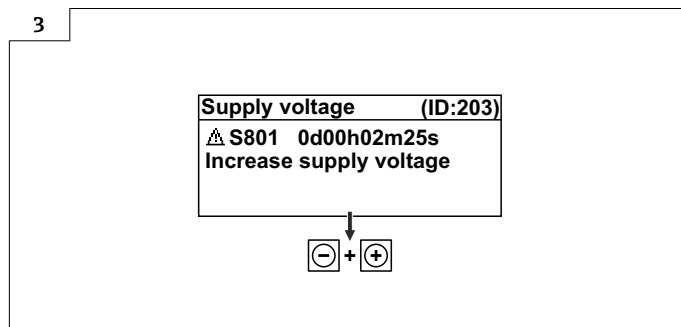 3
Supply voltage (ID:203)
⚠ S801 0d00h02m25s
Increase supply voltage
− + +